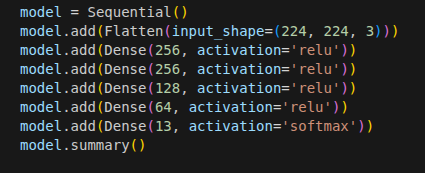 model = Sequential()
model.add(Flatten(input_shape=(224, 224, 3)))
model.add(Dense(256, activation='relu'))
model.add(Dense(256, activation='relu'))
model.add(Dense(128, activation='relu'))
model.add(Dense(64, activation='relu'))
model.add(Dense(13, activation='softmax'))
model.summary()